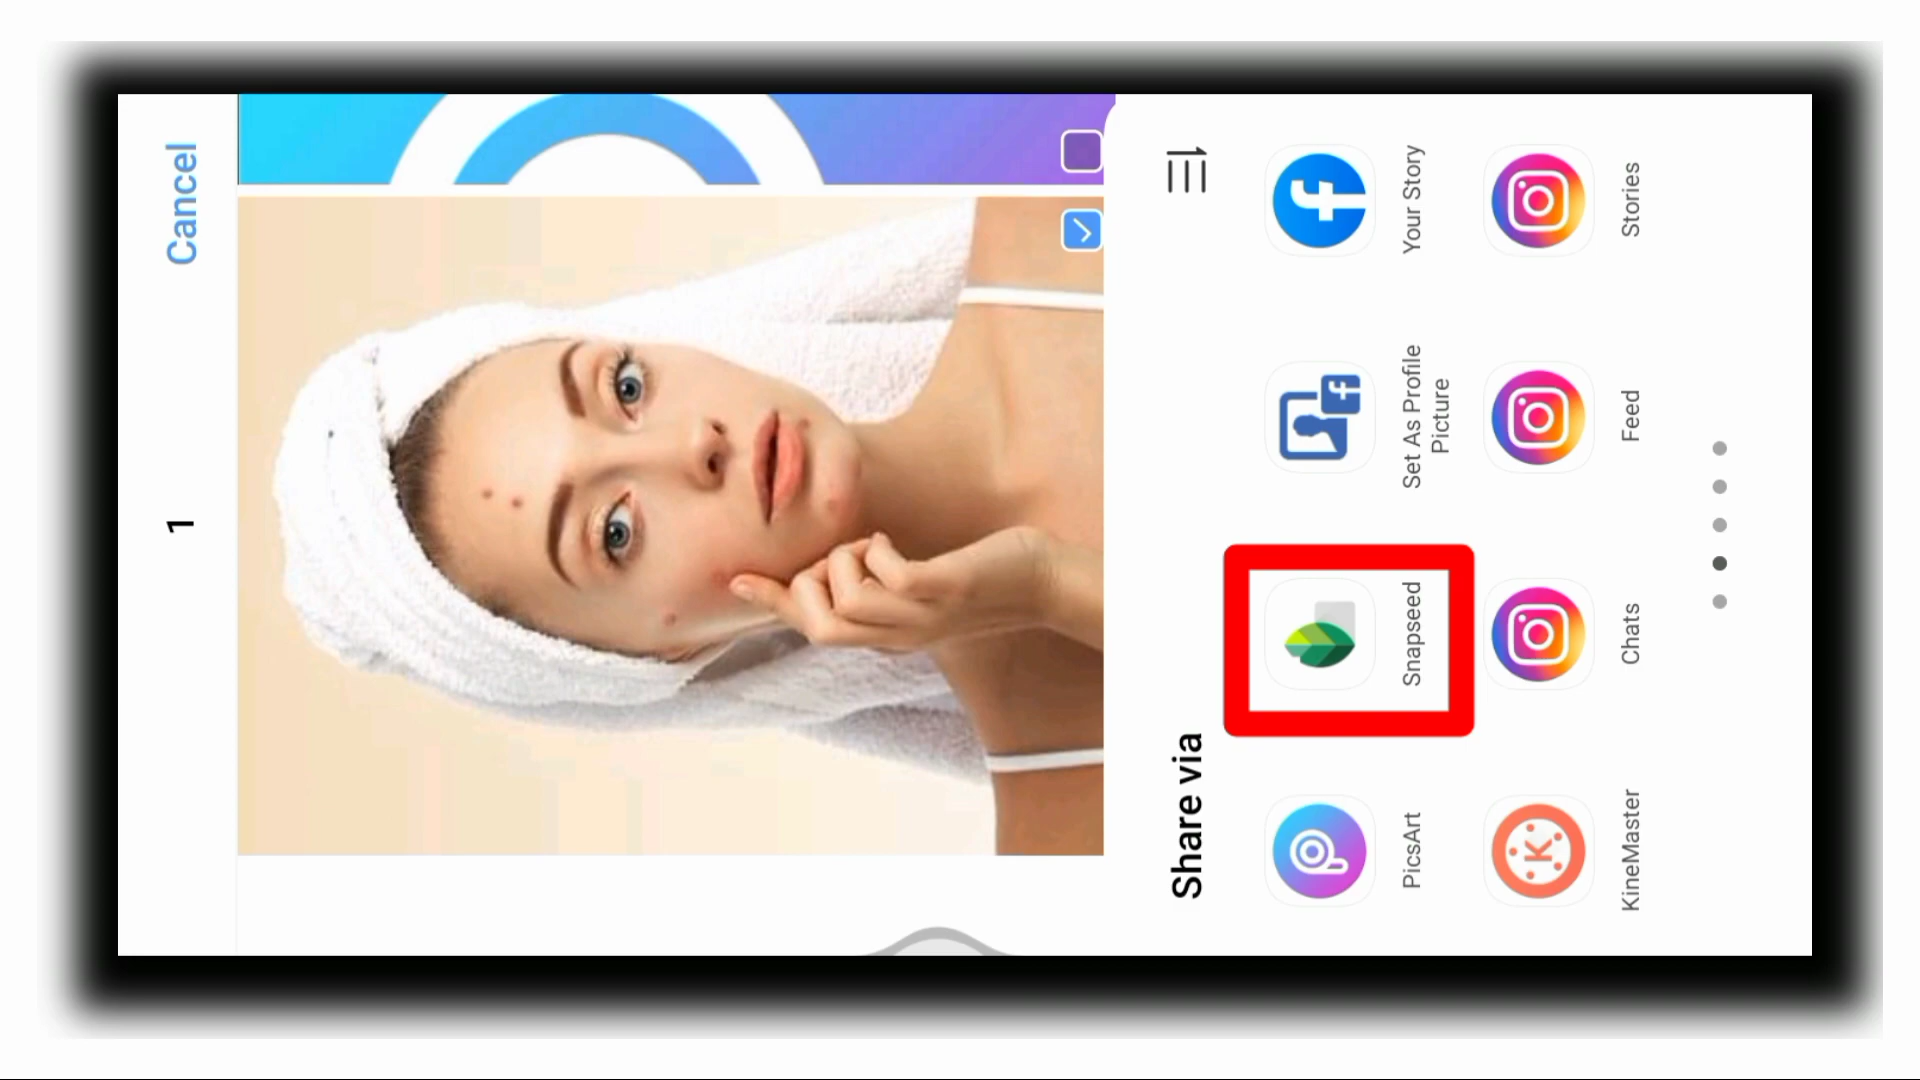 Cancel
1
Share via
PicsArt
Snapseed
Set As Profile
Picture
Your Story
KineMaster
Chats
Feed
Stories